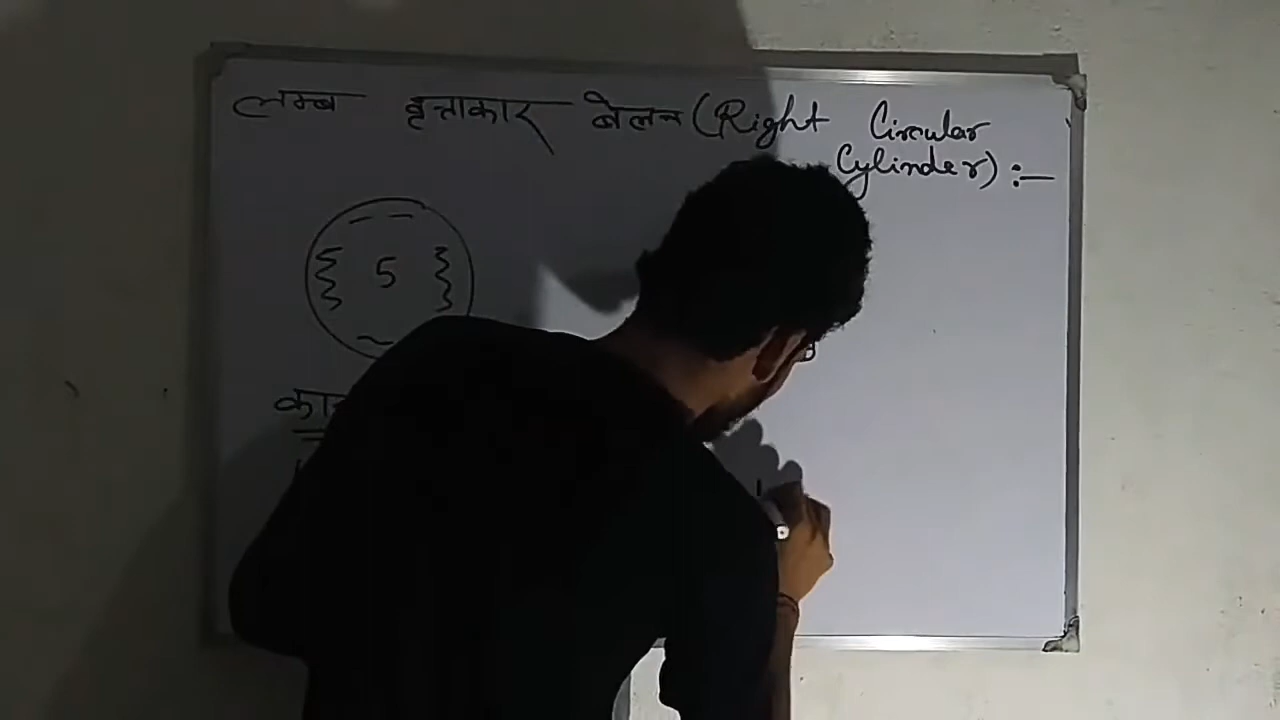 लम्ब वृत्ताकार बेलन (Right Circular
Cylinder) :-
5